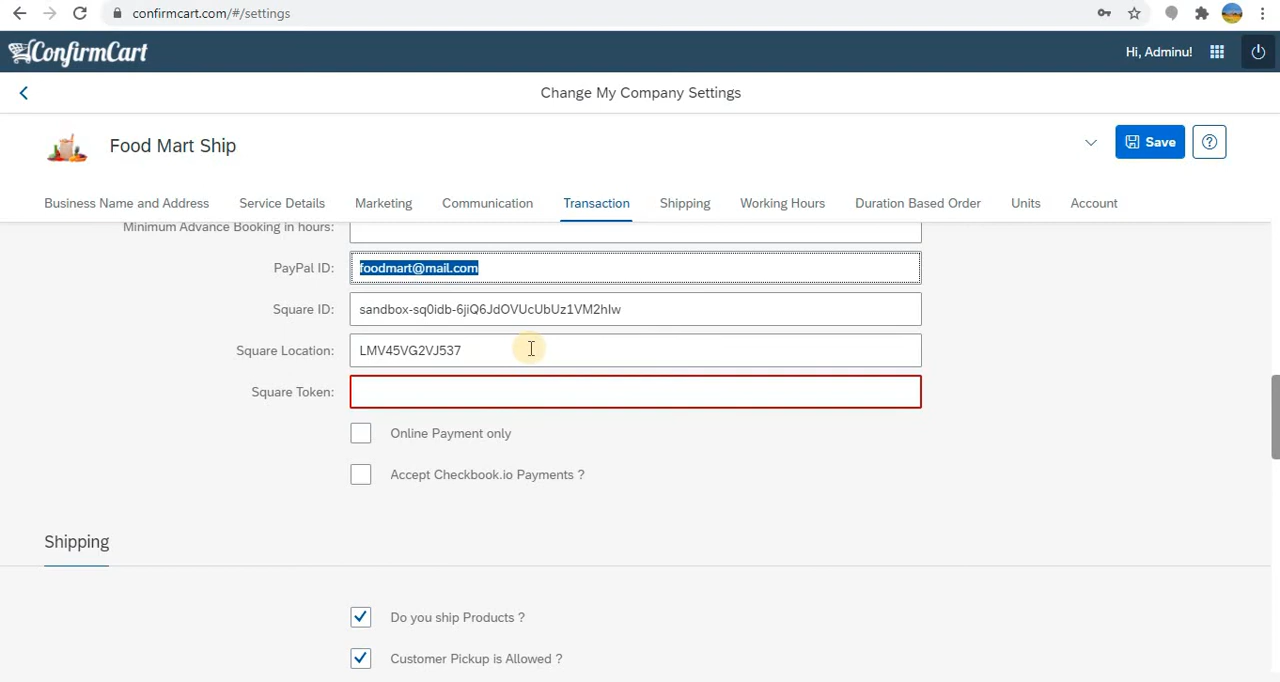 confirmcart.com/#/settings
ConfirmCart
Hi, Adminu!
Change My Company Settings
Food Mart Ship
Save
Business Name and Address Service Details Marketing Communication Transaction Shipping Working Hours Duration Based Order Units Account
Minimum Advance Booking in hours:
PayPal ID: foodmart@mail.com
Square ID: sandbox-sq0idb-6jiQ6JdOVUcUbUz1VM2hIw
Square Location: LMV45VG2VJ537
Square Token:
Online Payment only
Accept Checkbook.io Payments ?
Shipping
Do you ship Products ?
Customer Pickup is Allowed ?